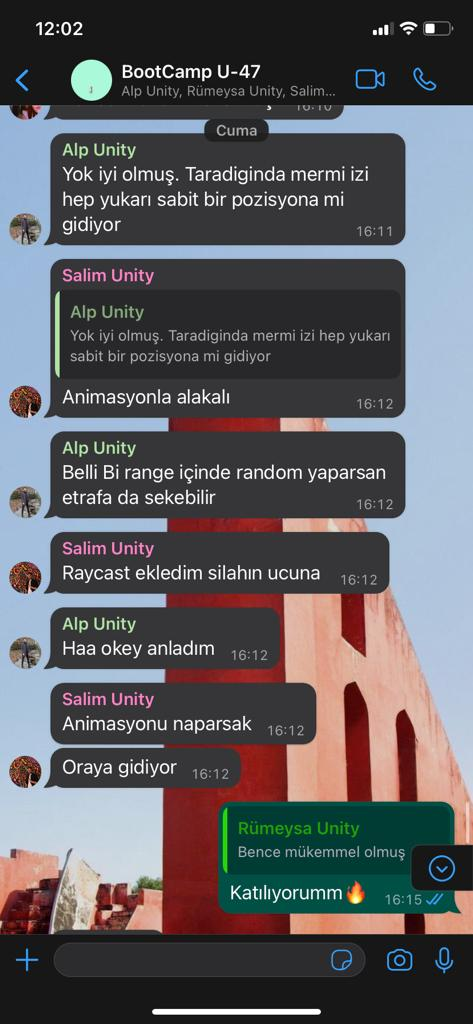 12:02
BootCamp U-47
Alp Unity, Rümeysa Unity, Salim...
16:10
Cuma
Alp Unity
Yok iyi olmuş. Taradiginda mermi izi
hep yukarı sabit bir pozisyona mi
gidiyor
16:11
Salim Unity
Alp Unity
Yok iyi olmuş. Taradiginda mermi izi hep yukarı
sabit bir pozisyona mi gidiyor
Animasyonla alakalı
16:12
Alp Unity
Belli Bi range içinde random yaparsan
etrafa da sekebilir
16:12
Salim Unity
Raycast ekledim silahın ucuna 16:12
Alp Unity
Haa okey anladım 16:12
Salim Unity
Animasyonu naparsak 16:12
Oraya gidiyor 16:12
Rümeysa Unity
Bence mükemmel olmuş
Katılıyorumm🔥 16:15